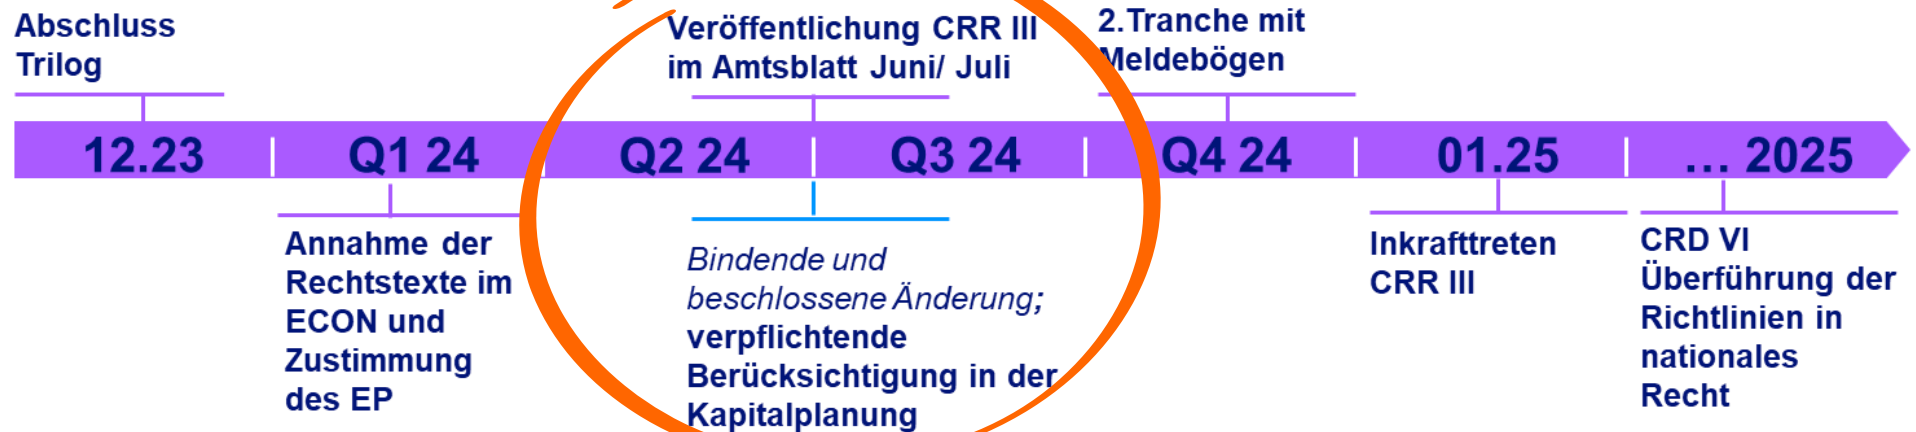 Abschluss
Trilog
Veröffentlichung CRR III
im Amtsblatt Juni/ Juli
2.Tranche mit
Meldebögen
12.23
Q1 24
Q2 24
Q3 24
Q4 24
01.25
... 2025
Annahme der
Rechtstexte im
ECON und
Zustimmung
des EP
Bindende und
beschlossene Änderung;
verpflichtende
Berücksichtigung in der
Kapitalplanung
Inkrafttreten
CRR III
CRD VI
Überführung der
Richtlinien in
nationales
Recht